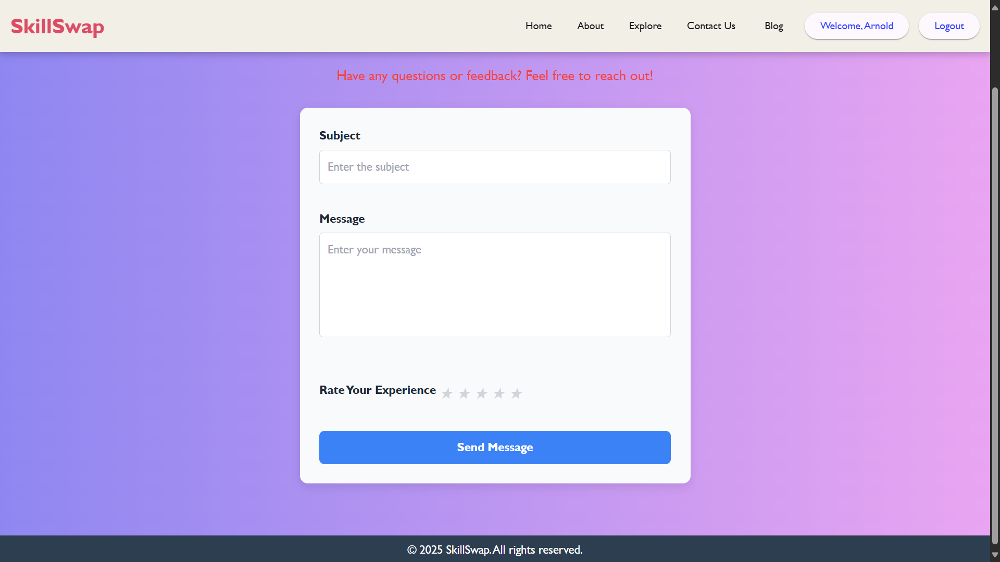 SkillSwap
Home About Explore Contact Us Blog Welcome, Arnold Logout
Have any questions or feedback? Feel free to reach out!
Subject
Enter the subject
Message
Enter your message
Rate Your Experience ★ ★ ★ ★ ★
Send Message
© 2025 SkillSwap. All rights reserved.